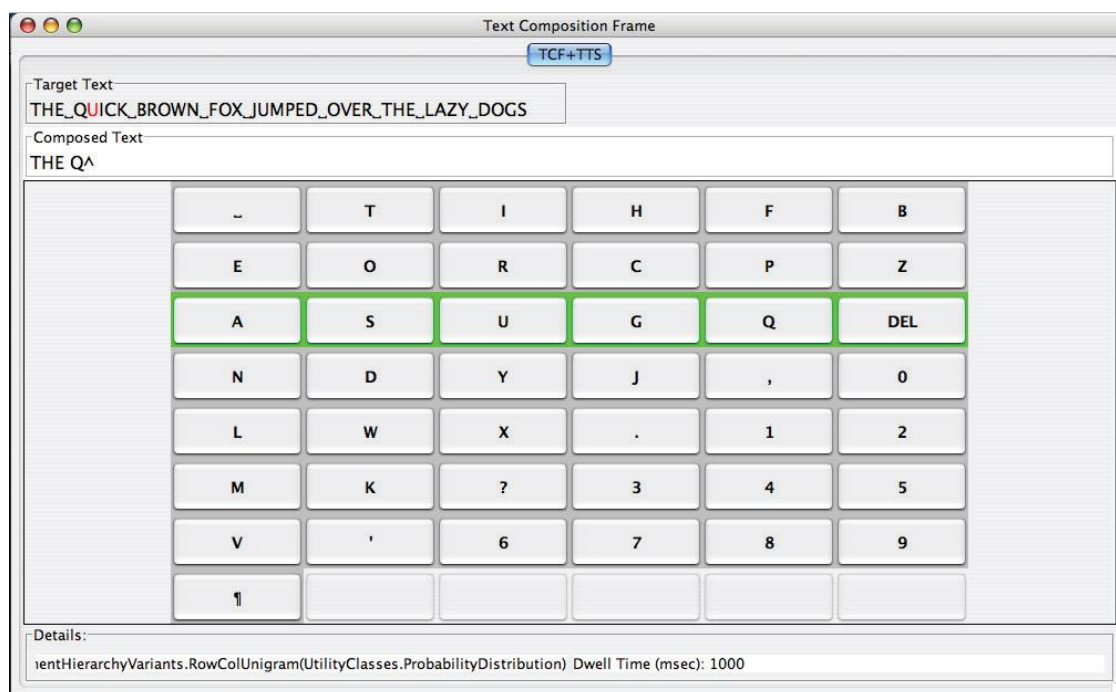 Text Composition Frame
TCF+TTS
Target Text
THE_QUICK_BROWN_FOX_JUMPED_OVER_THE_LAZY_DOGS
Composed Text
THE Q^
⎵ T I H F B
E O R C P Z
A S U G Q DEL
N D Y J , 0
L W X . 1 2
M K ? 3 4 5
V ' 6 7 8 9
¶
Details:
entHierarchyVariants.RowColUnigram(UtilityClasses.ProbabilityDistribution) Dwell Time (msec): 1000